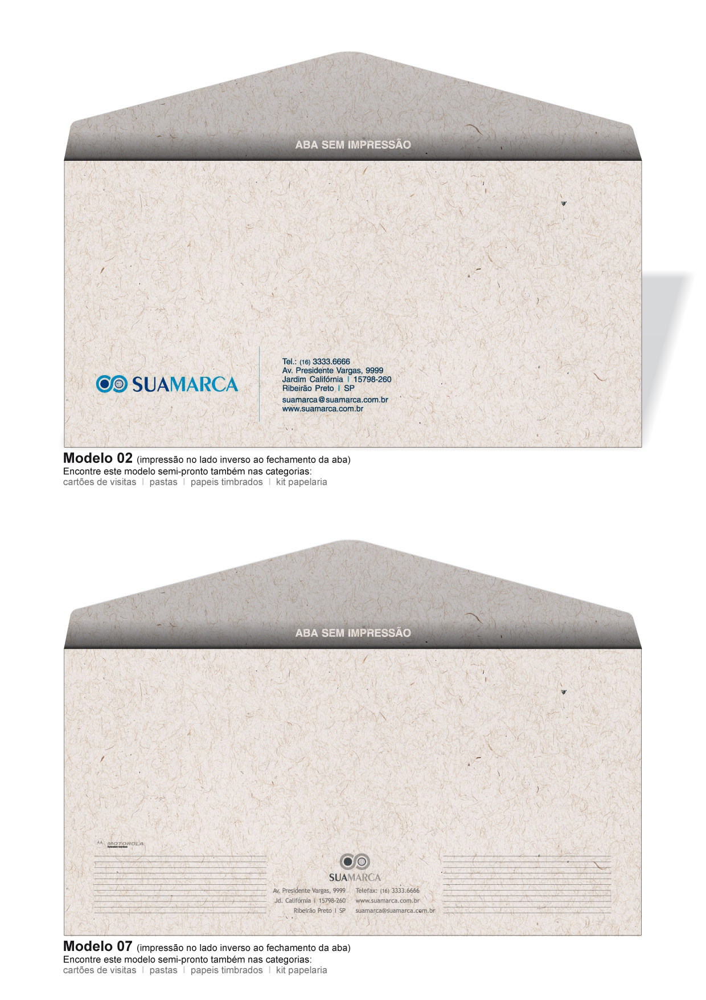 ABA SEM IMPRESSÃO
SUAMARCA
Tel.: (16) 3333.6666
Av. Presidente Vargas, 9999
Jardim Califórnia | 15798-260
Ribeirão Preto | SP
suamarca@suamarca.com.br
www.suamarca.com.br
Modelo 02 (impressão no lado inverso ao fechamento da aba)
Encontre este modelo semi-pronto também nas categorias:
cartões de visitas | pastas | papeis timbrados | kit papelaria
ABA SEM IMPRESSÃO
MOTOROLA
Revendedor Autorizado
SUAMARCA
Av. Presidente Vargas, 9999 Telefax: (16) 3333.6666
Jd. Califórnia | 15798-260 www.suamarca.com.br
Ribeirão Preto | SP suamarca@suamarca.com.br
Modelo 07 (impressão no lado inverso ao fechamento da aba)
Encontre este modelo semi-pronto também nas categorias:
cartões de visitas | pastas | papeis timbrados | kit papelaria